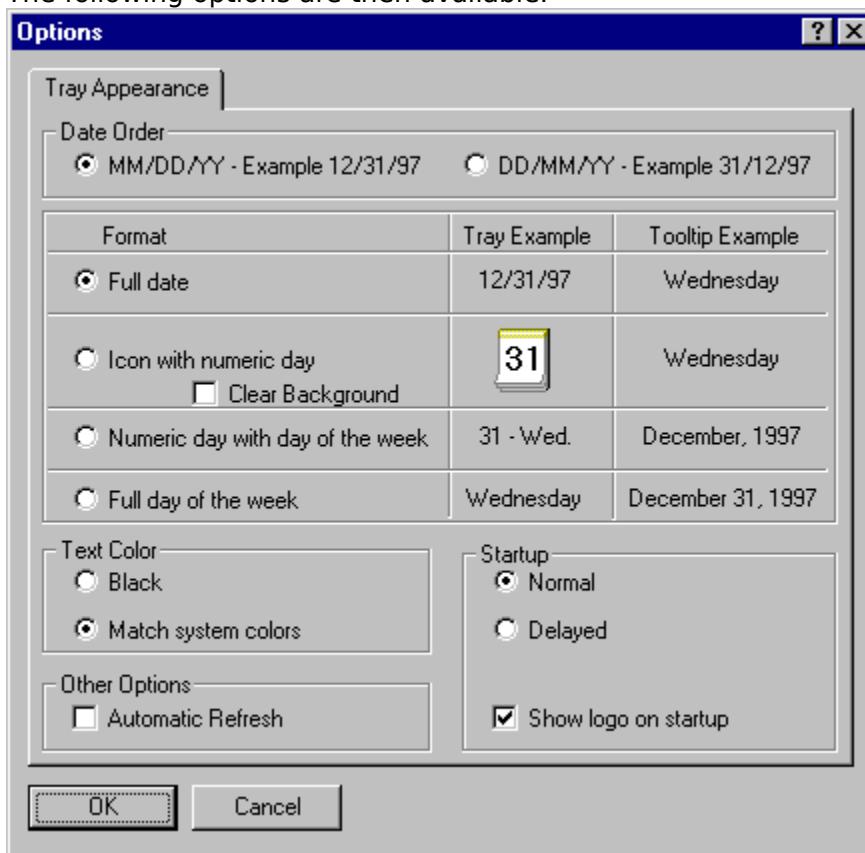 The following options are then available:
Options
Tray Appearance
Date Order
MM/DD/YY - Example 12/31/97 DD/MM/YY - Example 31/12/97
Format Tray Example Tooltip Example
Full date 12/31/97 Wednesday
Icon with numeric day 31 Wednesday
Clear Background
Numeric day with day of the week 31 - Wed. December, 1997
Full day of the week Wednesday December 31, 1997
Text Color
Black
Match system colors
Startup
Normal
Delayed
Other Options
Automatic Refresh
Show logo on startup
OK Cancel